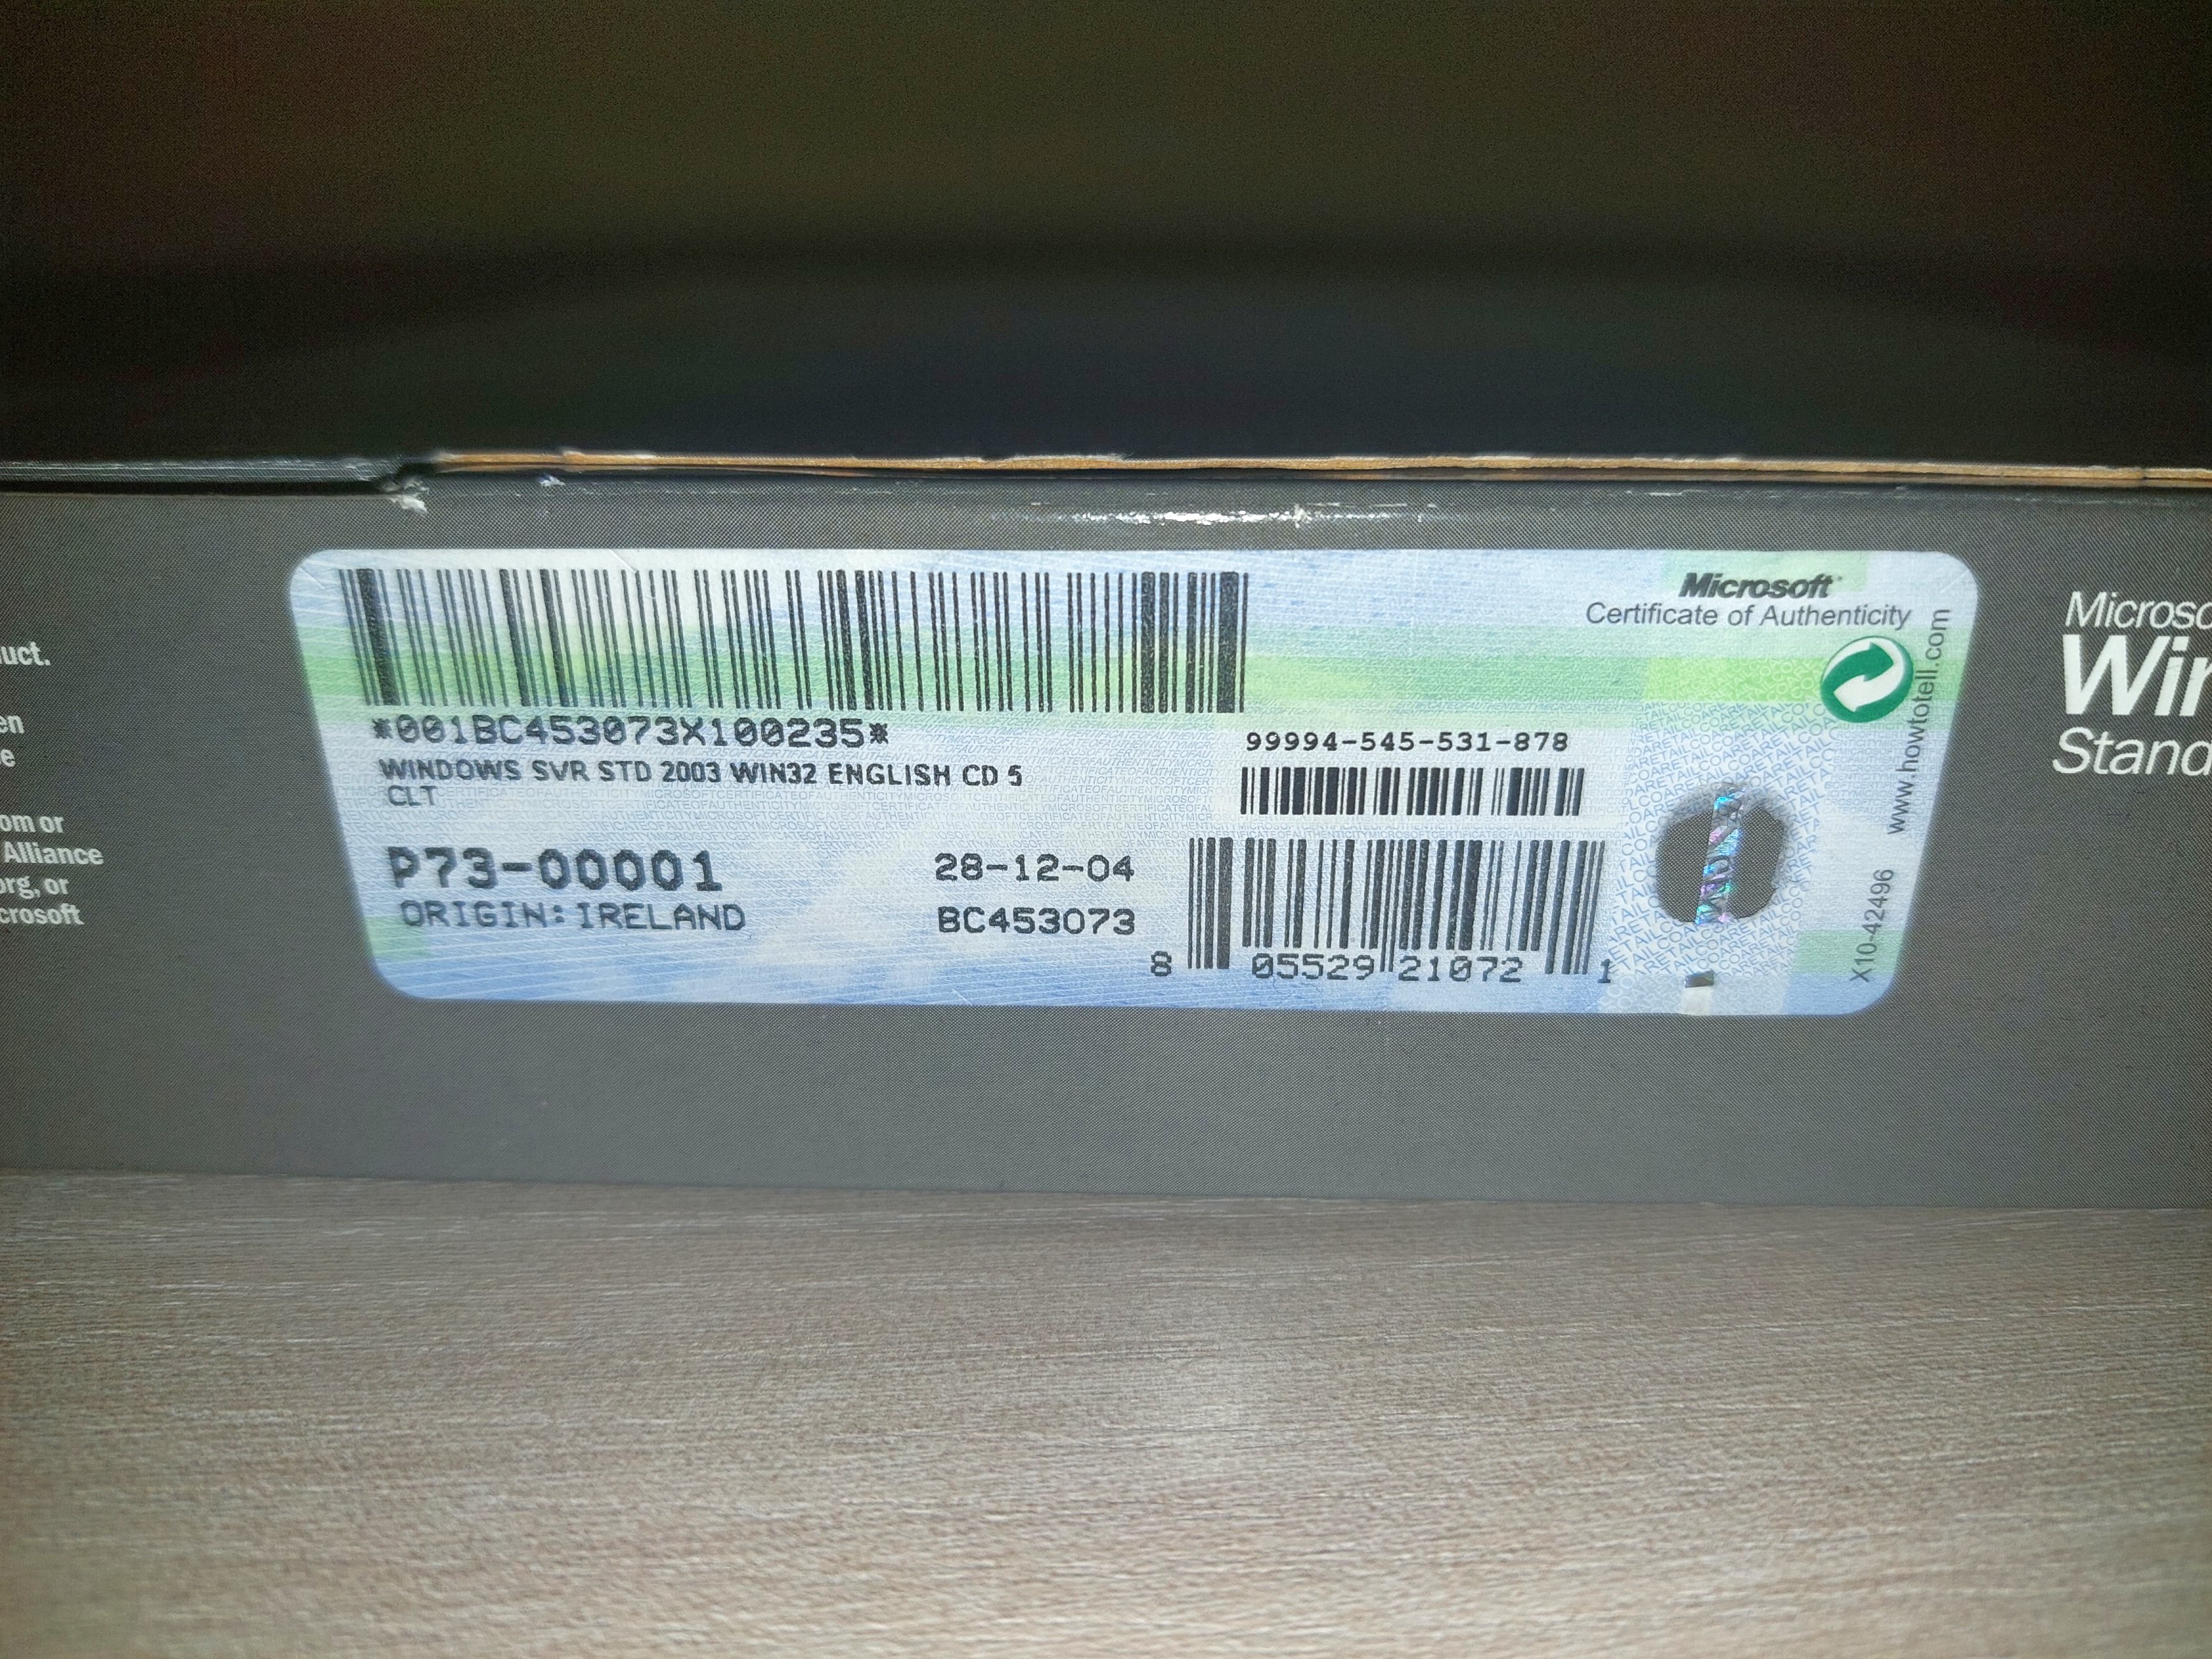 uct.
en
e
om or
Alliance
org, or
crosoft
*001BC453073X100235*
WINDOWS SVR STD 2003 WIN32 ENGLISH CD 5
CLT
P73-00001
ORIGIN:IRELAND
28-12-04
BC453073
99994-545-531-878
8 05529 21072 1
Microsoft
Certificate of Authenticity
www.howtotell.com
X10-42496
Microsc
Win
Stand